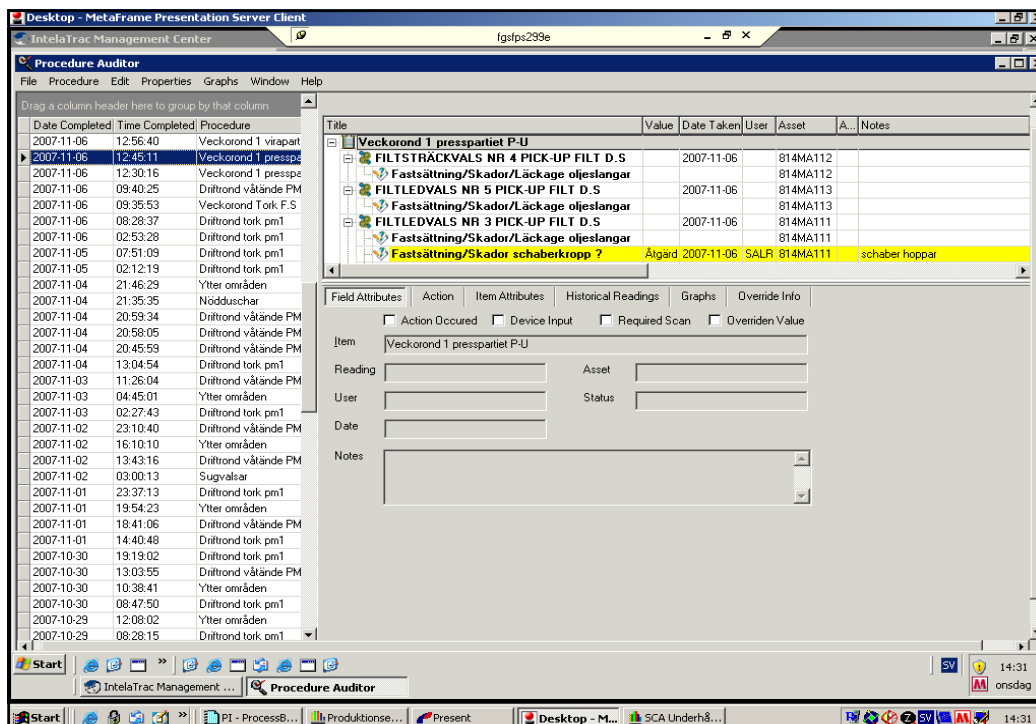 Desktop - MetaFrame Presentation Server Client
IntelaTrac Management Center
fgsfps299e
Procedure Auditor
File Procedure Edit Properties Graphs Window Help
Drag a column header here to group by that column
Date Completed Time Completed Procedure
2007-11-06 12:56:40 Veckorond 1 virapart
2007-11-06 12:45:11 Veckorond 1 presspa
2007-11-06 12:30:16 Veckorond 1 presspa
2007-11-06 09:40:25 Driftrond våtände PM
2007-11-06 09:35:53 Veckorond Tork F.S
2007-11-06 08:28:37 Driftrond tork pm1
2007-11-06 02:53:28 Driftrond tork pm1
2007-11-05 07:51:09 Driftrond tork pm1
2007-11-05 02:12:19 Driftrond tork pm1
2007-11-04 21:46:29 Ytter områden
2007-11-04 21:35:35 Nödduschar
2007-11-04 20:59:34 Driftrond våtände PM
2007-11-04 20:58:05 Driftrond våtände PM
2007-11-04 20:45:59 Driftrond våtände PM
2007-11-04 13:04:54 Driftrond tork pm1
2007-11-03 11:26:04 Driftrond våtände PM
2007-11-03 04:45:01 Ytter områden
2007-11-03 02:27:43 Driftrond tork pm1
2007-11-02 23:10:40 Driftrond våtände PM
2007-11-02 16:10:10 Ytter områden
2007-11-02 13:43:16 Driftrond våtände PM
2007-11-02 03:00:13 Sugvalsar
2007-11-01 23:37:13 Driftrond tork pm1
2007-11-01 19:54:23 Ytter områden
2007-11-01 18:41:06 Driftrond våtände PM
2007-11-01 14:40:48 Driftrond tork pm1
2007-10-30 19:19:02 Driftrond tork pm1
2007-10-30 13:03:55 Driftrond våtände PM
2007-10-30 10:38:41 Ytter områden
2007-10-30 08:47:50 Driftrond tork pm1
2007-10-29 12:08:02 Ytter områden
2007-10-29 08:28:15 Driftrond tork pm1
Title Value Date Taken User Asset A... Notes
Veckorond 1 presspartiet P-U
FILTSTRÄCKVALS NR 4 PICK-UP FILT D.S 2007-11-06 814MA112
Fastsättning/Skador/Läckage oljeslangar 814MA112
FILTLEDVALS NR 5 PICK-UP FILT D.S 2007-11-06 814MA113
Fastsättning/Skador/Läckage oljeslangar 814MA113
FILTLEDVALS NR 3 PICK-UP FILT D.S 2007-11-06 814MA111
Fastsättning/Skador/Läckage oljeslangar 814MA111
Fastsättning/Skador schaberkropp ? Åtgärd 2007-11-06 SALR 814MA111 schaber hoppar
Field Attributes Action Item Attributes Historical Readings Graphs Override Info
Action Occured Device Input Required Scan Overriden Value
Item Veckorond 1 presspartiet P-U
Reading Asset
User Status
Date
Notes
Start SV 14:31
IntelaTrac Management ... Procedure Auditor onsdag
Start PI - ProcessB... Produktionse... Present Desktop - M... SCA Underhå... SV 14:31